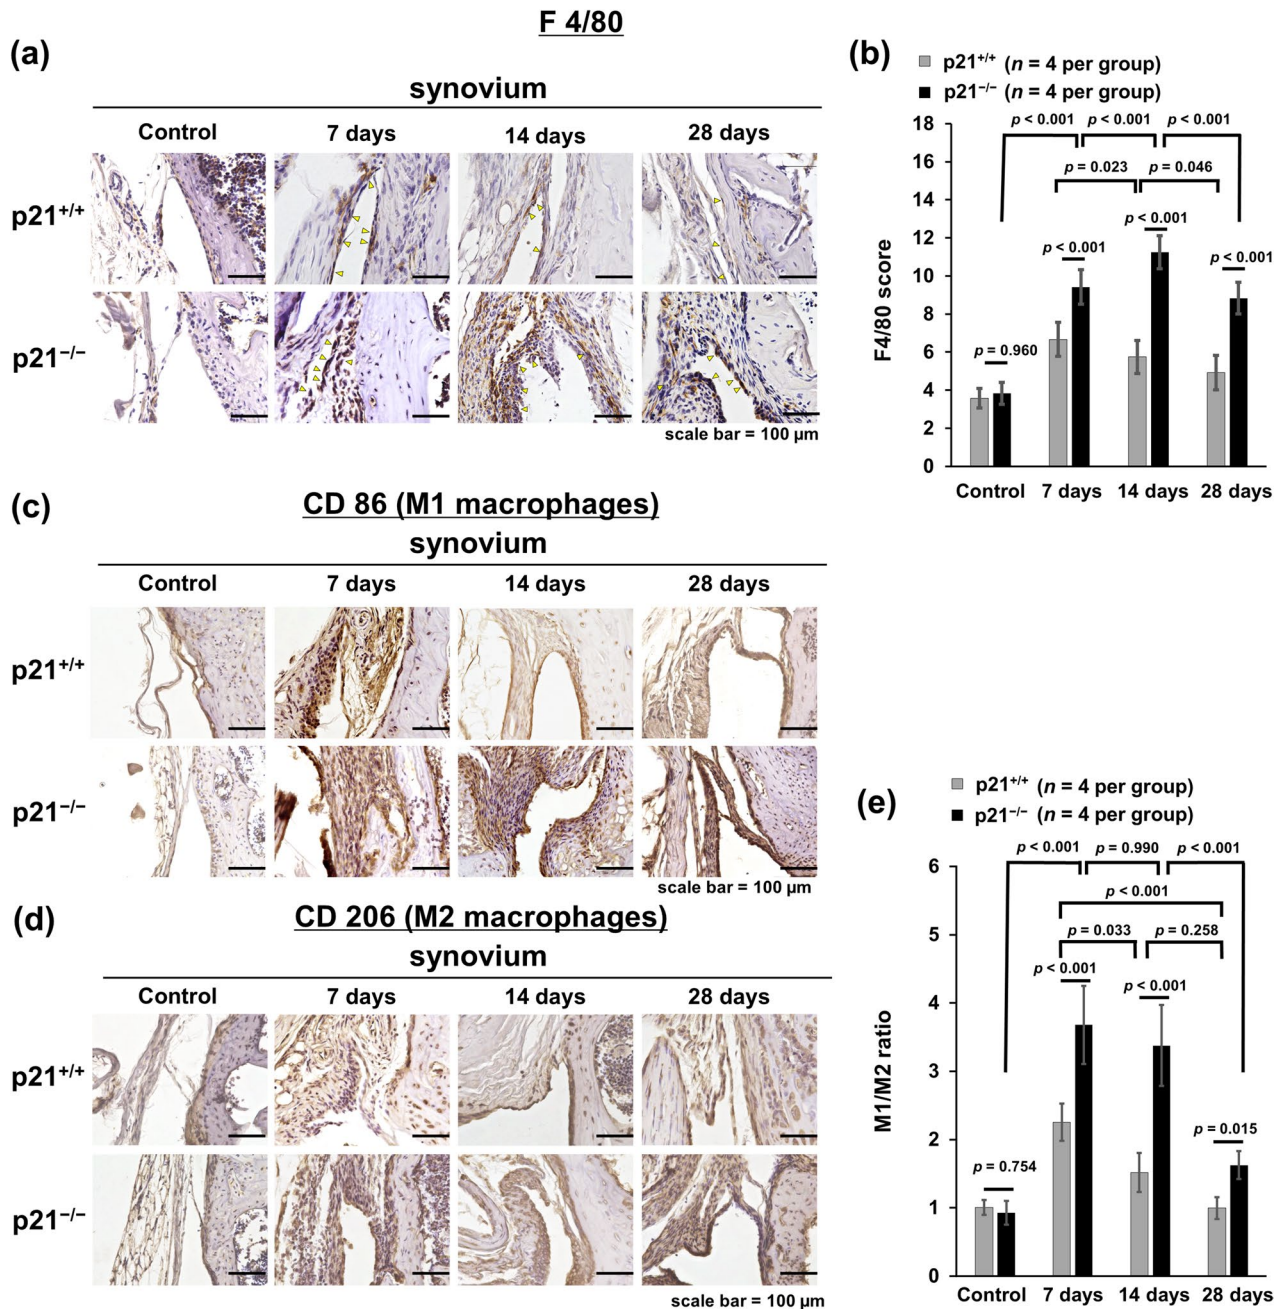 F 4/80
(a)
synovium
Control 7 days 14 days 28 days
p21+/+
p21−/−
scale bar = 100 µm
(b)
p21+/+ (n = 4 per group)
p21−/− (n = 4 per group)
p < 0.001 p < 0.001 p < 0.001
p = 0.023 p = 0.046
p < 0.001
p < 0.001
p < 0.001
p = 0.960
F4/80 score
18
16
14
12
10
8
6
4
2
0
Control 7 days 14 days 28 days
(c)
CD 86 (M1 macrophages)
synovium
Control 7 days 14 days 28 days
p21+/+
p21−/−
scale bar = 100 µm
(d)
CD 206 (M2 macrophages)
synovium
Control 7 days 14 days 28 days
p21+/+
p21−/−
scale bar = 100 µm
(e)
p21+/+ (n = 4 per group)
p21−/− (n = 4 per group)
p < 0.001 p = 0.990 p < 0.001
p < 0.001
p = 0.033 p = 0.258
p < 0.001
p < 0.001
p = 0.015
p = 0.754
M1/M2 ratio
6
5
4
3
2
1
0
Control 7 days 14 days 28 days